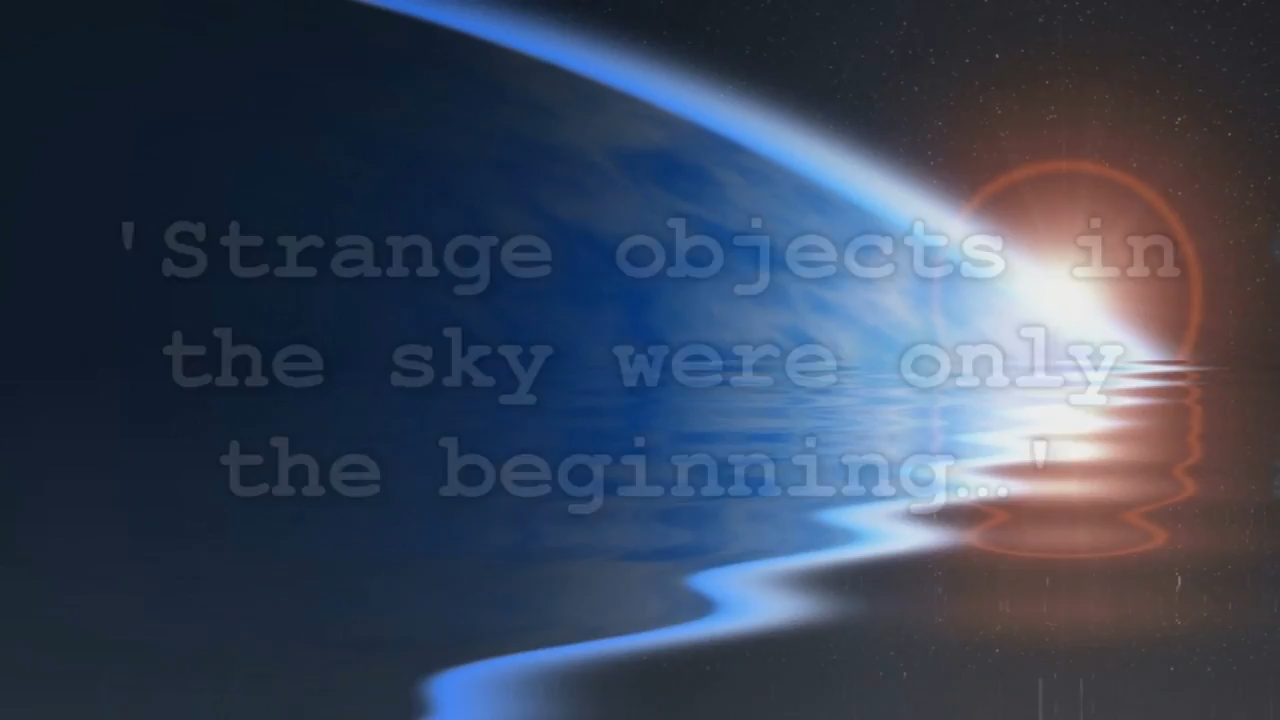 'Strange objects in
the sky were only
the beginning…'